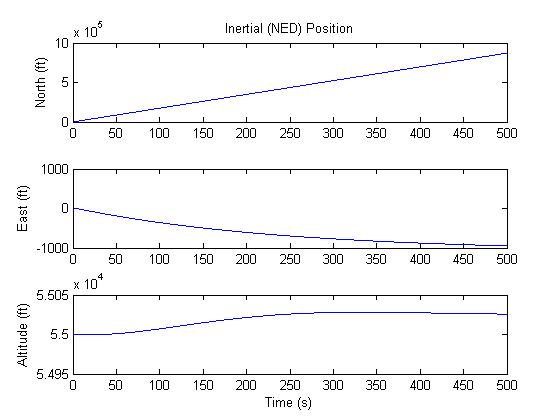 Inertial (NED) Position
x 10^5
10
5
0
North (ft)
0 50 100 150 200 250 300 350 400 450 500
1000
0
-1000
East (ft)
0 50 100 150 200 250 300 350 400 450 500
x 10^4
5.505
5.5
5.495
Altitude (ft)
0 50 100 150 200 250 300 350 400 450 500
Time (s)